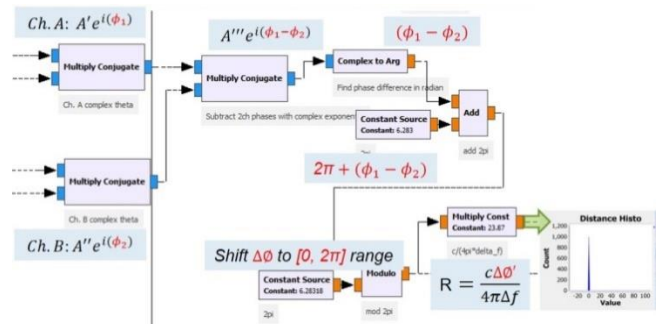 Ch. A: A′e^i(ϕ₁)
Multiply Conjugate
Ch. A complex theta
A‴e^i(ϕ₁−ϕ₂)
Multiply Conjugate
Subtract 2ch phases with complex exponen
(ϕ₁ − ϕ₂)
Complex to Arg
Find phase difference in radian
Constant Source
Constant: 6.283
Add
add 2pi
2π + (ϕ₁ − ϕ₂)
Multiply Conjugate
Ch. B complex theta
Ch. B: A″e^i(ϕ₂)
Shift ΔØ to [0, 2π] range
Constant Source
Constant: 6.28318
2pi
Modulo
mod 2pi
Multiply Const
Constant: 23.87
c/(4pi*delta_f)
R = cΔØ′ / 4πΔf
Distance Histo
Count
1,200
1,000
800
600
400
200
0
-20 0 20 40 60 80 100
Value